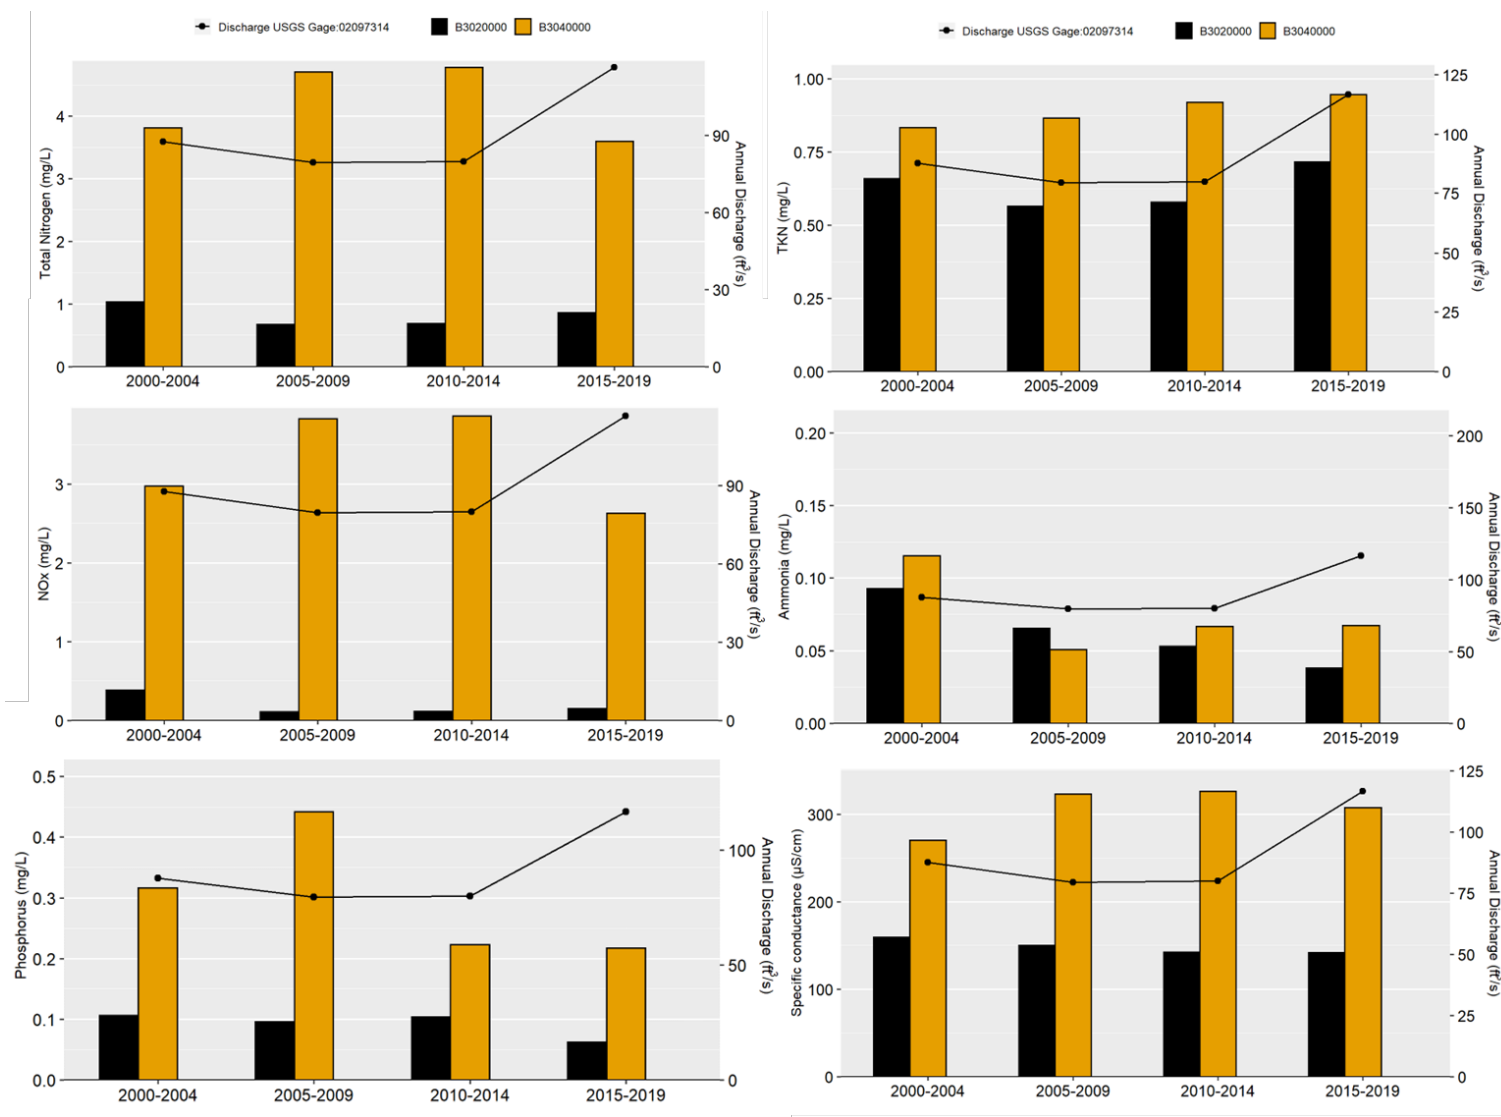 Discharge USGS Gage:02097314 B3020000 B3040000
Total Nitrogen (mg/L)
4
3
2
1
0
90
60
30
0
Annual Discharge (ft³/s)
2000-2004 2005-2009 2010-2014 2015-2019
Discharge USGS Gage:02097314 B3020000 B3040000
TKN (mg/L)
1.00
0.75
0.50
0.25
0.00
125
100
75
50
25
0
Annual Discharge (ft³/s)
2000-2004 2005-2009 2010-2014 2015-2019
NOx (mg/L)
3
2
1
0
90
60
30
0
Annual Discharge (ft³/s)
2000-2004 2005-2009 2010-2014 2015-2019
Ammonia (mg/L)
0.20
0.15
0.10
0.05
0.00
200
150
100
50
0
Annual Discharge (ft³/s)
2000-2004 2005-2009 2010-2014 2015-2019
Phosphorus (mg/L)
0.5
0.4
0.3
0.2
0.1
0.0
100
50
0
Annual Discharge (ft³/s)
2000-2004 2005-2009 2010-2014 2015-2019
Specific conductance (µS/cm)
300
200
100
0
125
100
75
50
25
0
Annual Discharge (ft³/s)
2000-2004 2005-2009 2010-2014 2015-2019